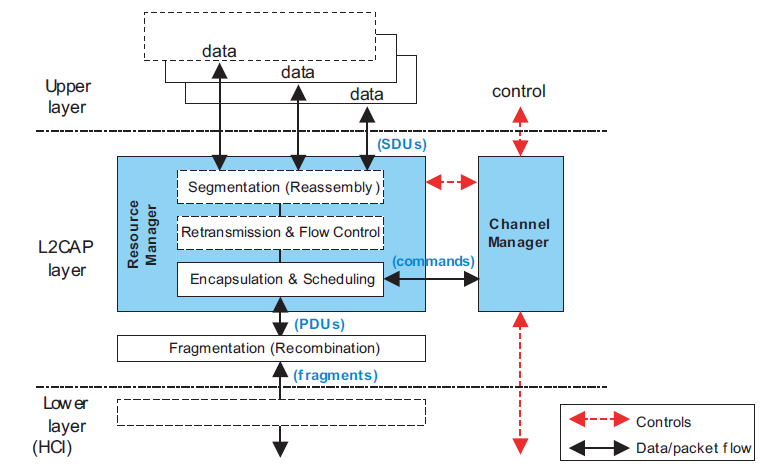 data
data
data
Upper
layer
control
(SDUs)
Segmentation (Reassembly)
Resource
Manager
Retransmission & Flow Control
Channel
Manager
L2CAP
layer
(commands)
Encapsulation & Scheduling
(PDUs)
Fragmentation (Recombination)
(fragments)
Lower
layer
(HCI)
Controls
Data/packet flow